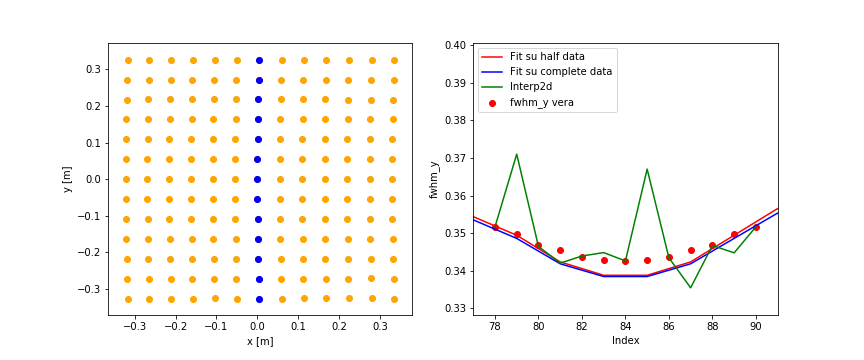 0.3
0.2
0.1
0.0
−0.1
−0.2
−0.3
y [m]
−0.3 −0.2 −0.1 0.0 0.1 0.2 0.3
x [m]
0.40
0.39
0.38
0.37
0.36
0.35
0.34
0.33
fwhm_y
Fit su half data
Fit su complete data
Interp2d
fwhm_y vera
78 80 82 84 86 88 90
Index